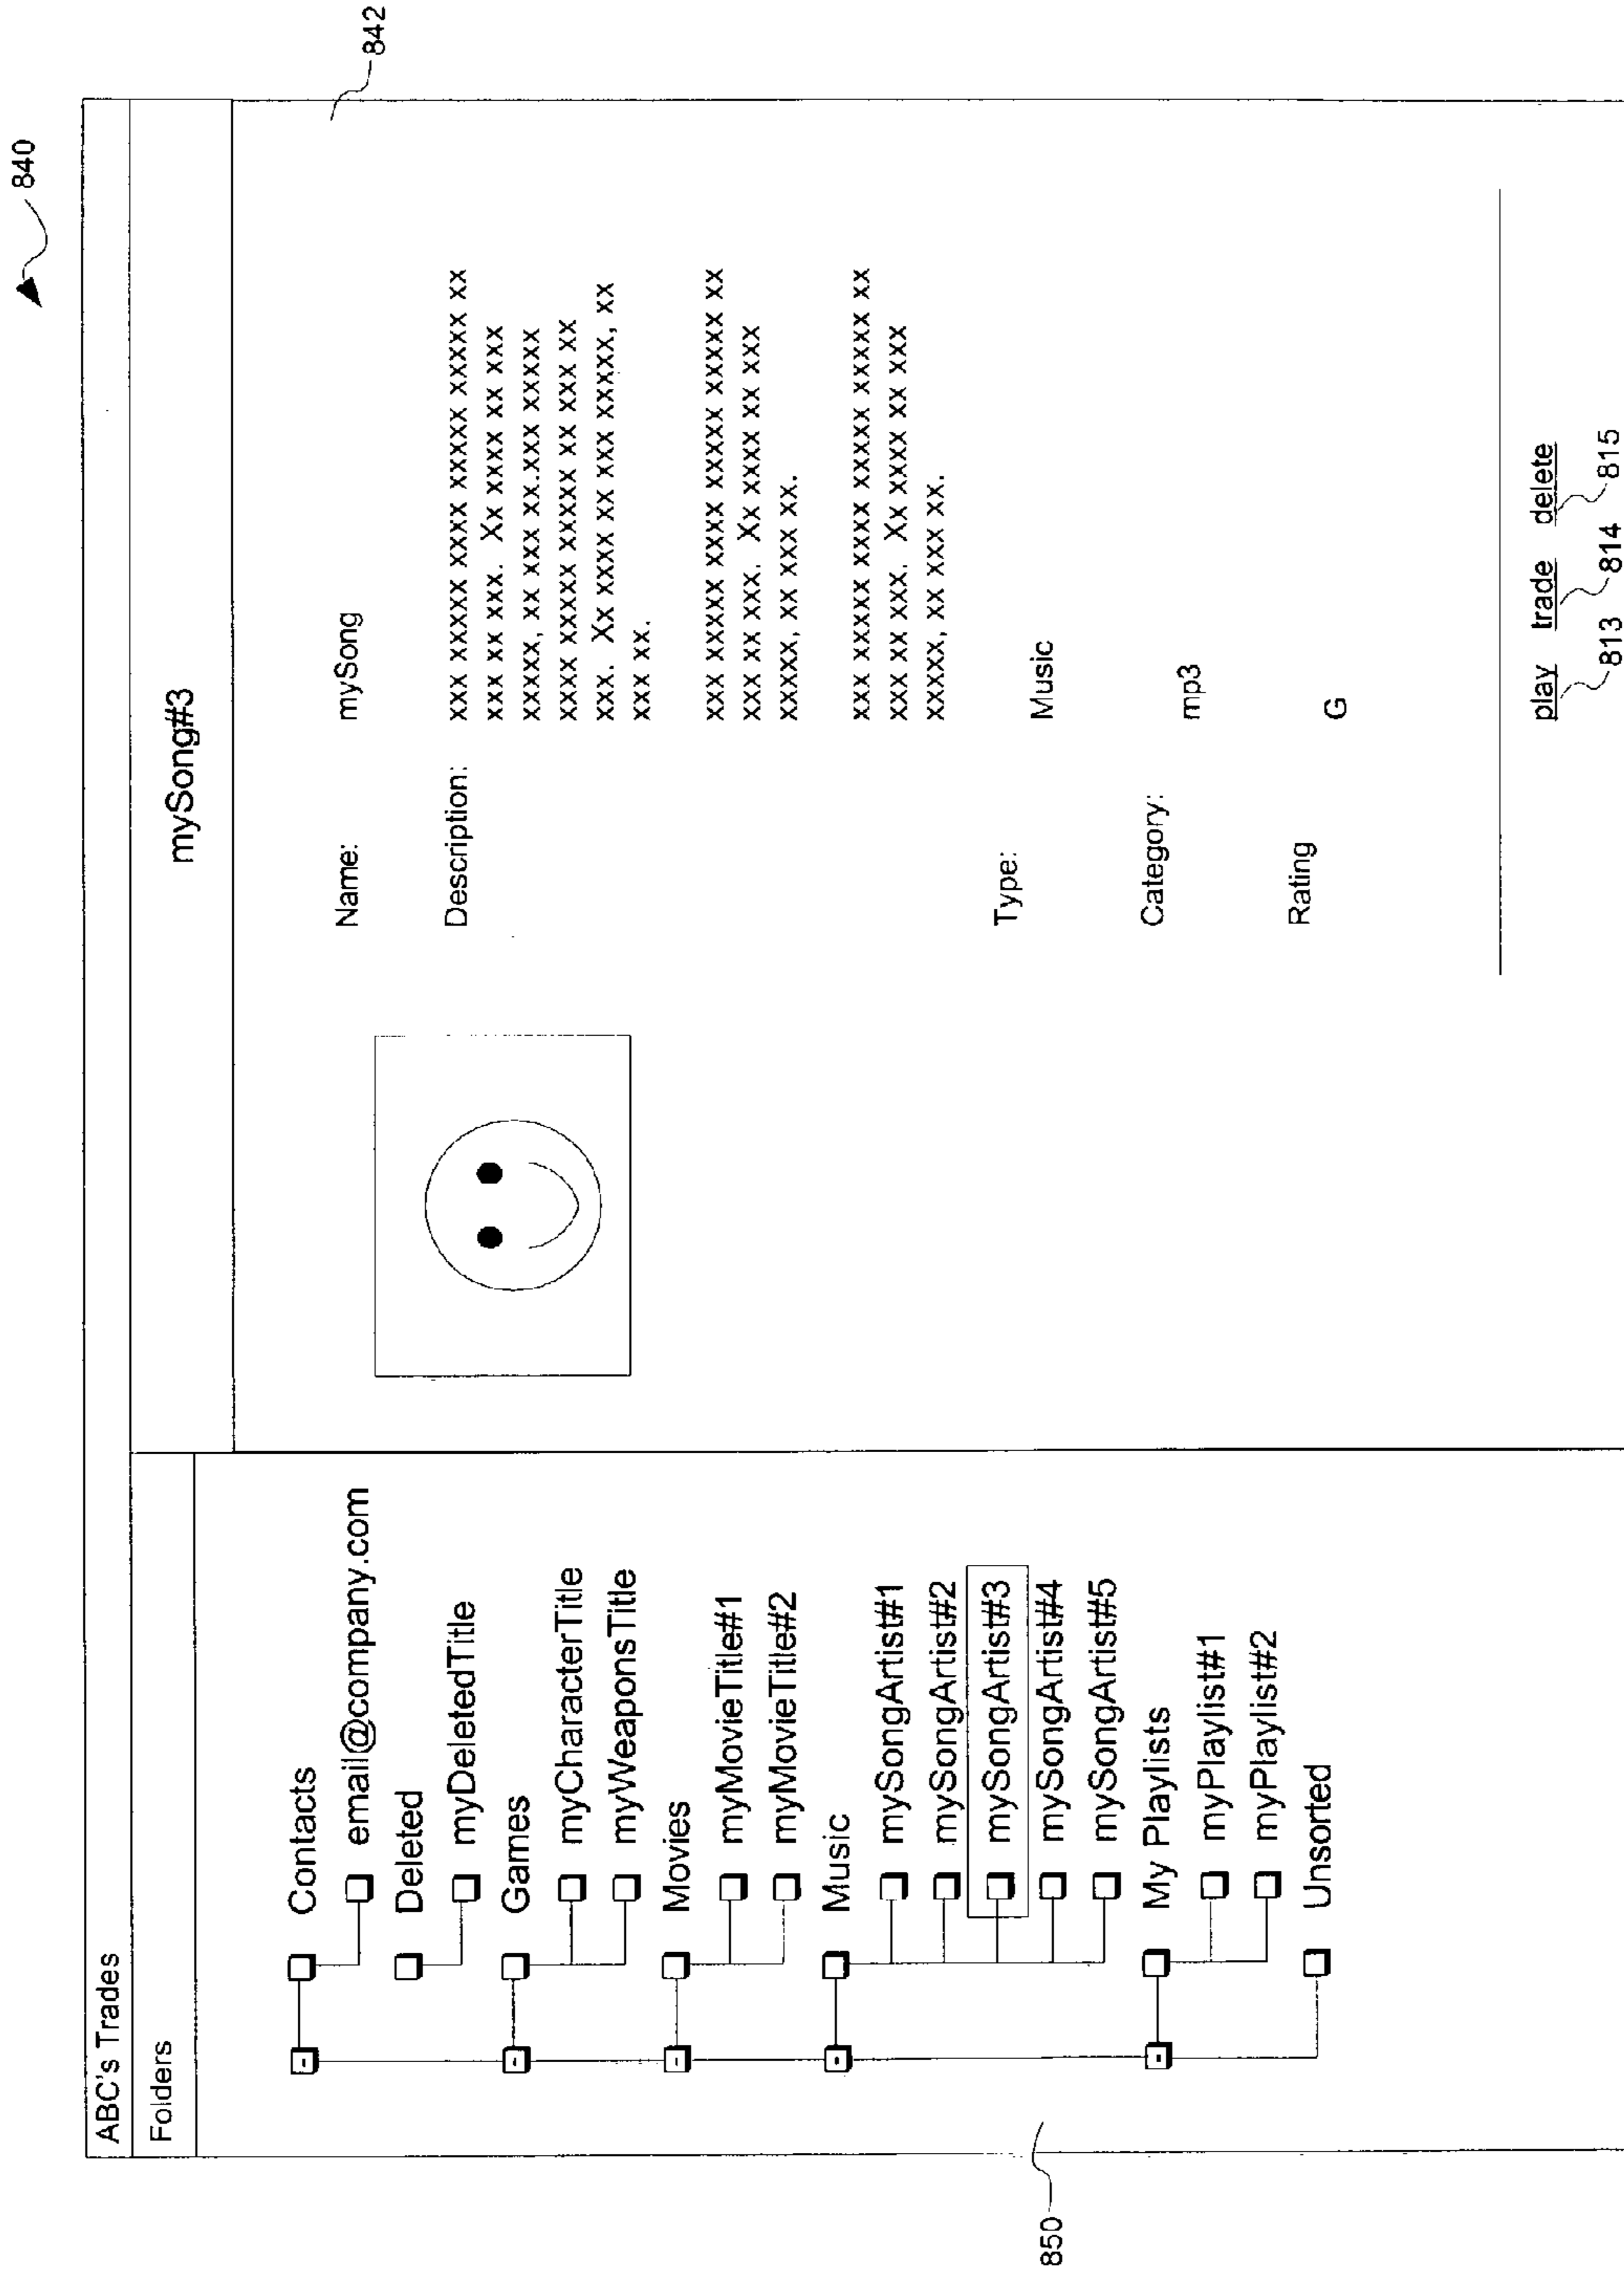 840
ABC's Trades
Folders
mySong#3
842
Contacts
email@company.com
Deleted
myDeletedTitle
Games
myCharacterTitle
myWeaponsTitle
Movies
myMovieTitle#1
myMovieTitle#2
Music
mySongArtist#1
mySongArtist#2
mySongArtist#3
mySongArtist#4
mySongArtist#5
My Playlists
myPlaylist#1
myPlaylist#2
Unsorted
850
Name: mySong
Description: xxx xxxxx xxxx xxxxx xxxxx xx
xxx xx xxx. Xx xxxx xx xxx
xxxxx, xx xxx xx.xxx xxxxx
xxxx xxxxx xxxxx xx xxx xx
xxx. Xx xxxx xx xxx xxxxx, xx
xxx xx.
xxx xxxxx xxxx xxxxx xxxxx xx
xxx xx xxx. Xx xxxx xx xxx
xxxxx, xx xxx xx.
xxx xxxxx xxxx xxxxx xxxxx xx
xxx xx xxx. Xx xxxx xx xxx
xxxxx, xx xxx xx.
Type: Music
Category: mp3
Rating G
play trade delete
813 814 815